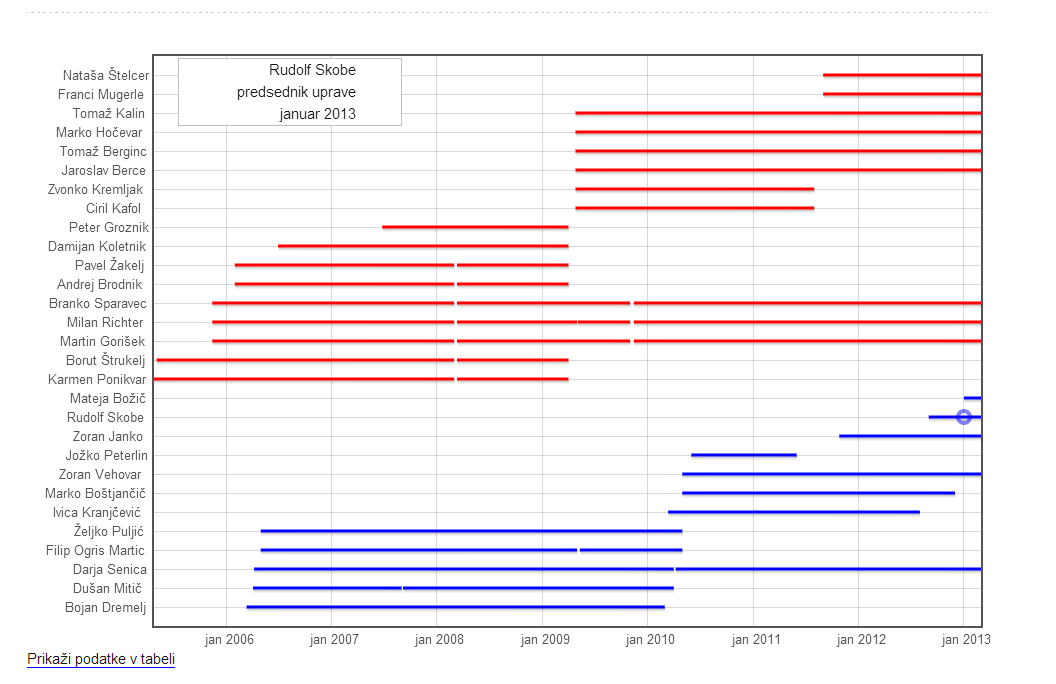 Rudolf Skobe
predsednik uprave
januar 2013
Nataša Štelcer
Franci Mugerle
Tomaž Kalin
Marko Hočevar
Tomaž Berginc
Jaroslav Berce
Zvonko Kremljak
Ciril Kafol
Peter Groznik
Damijan Koletnik
Pavel Žakelj
Andrej Brodnik
Branko Sparavec
Milan Richter
Martin Gorišek
Borut Štrukelj
Karmen Ponikvar
Mateja Božič
Rudolf Skobe
Zoran Janko
Jožko Peterlin
Zoran Vehovar
Marko Boštjančič
Ivica Kranjčević
Željko Puljić
Filip Ogris Martic
Darja Senica
Dušan Mitič
Bojan Dremelj
jan 2006 jan 2007 jan 2008 jan 2009 jan 2010 jan 2011 jan 2012 jan 2013
Prikaži podatke v tabeli